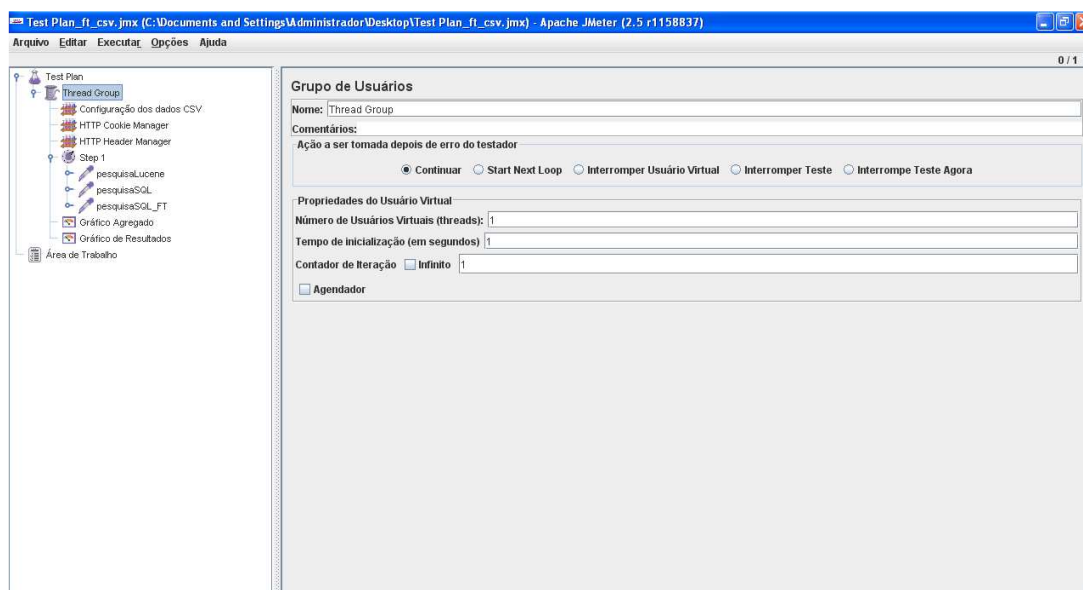 Test Plan_ft_csv.jmx (C:\Documents and Settings\Administrador\Desktop\Test Plan_ft_csv.jmx) - Apache JMeter (2.5 r1158837)
Arquivo Editar Executar Opções Ajuda
0 / 1
Test Plan
Thread Group
Configuração dos dados CSV
HTTP Cookie Manager
HTTP Header Manager
Step 1
pesquisaLucene
pesquisaSQL
pesquisaSQL_FT
Gráfico Agregado
Gráfico de Resultados
Área de Trabalho
Grupo de Usuários
Nome: Thread Group
Comentários:
Ação a ser tomada depois de erro do testador
Continuar Start Next Loop Interromper Usuário Virtual Interromper Teste Interrompe Teste Agora
Propriedades do Usuário Virtual
Número de Usuários Virtuais (threads): 1
Tempo de inicialização (em segundos) 1
Contador de Iteração Infinito 1
Agendador